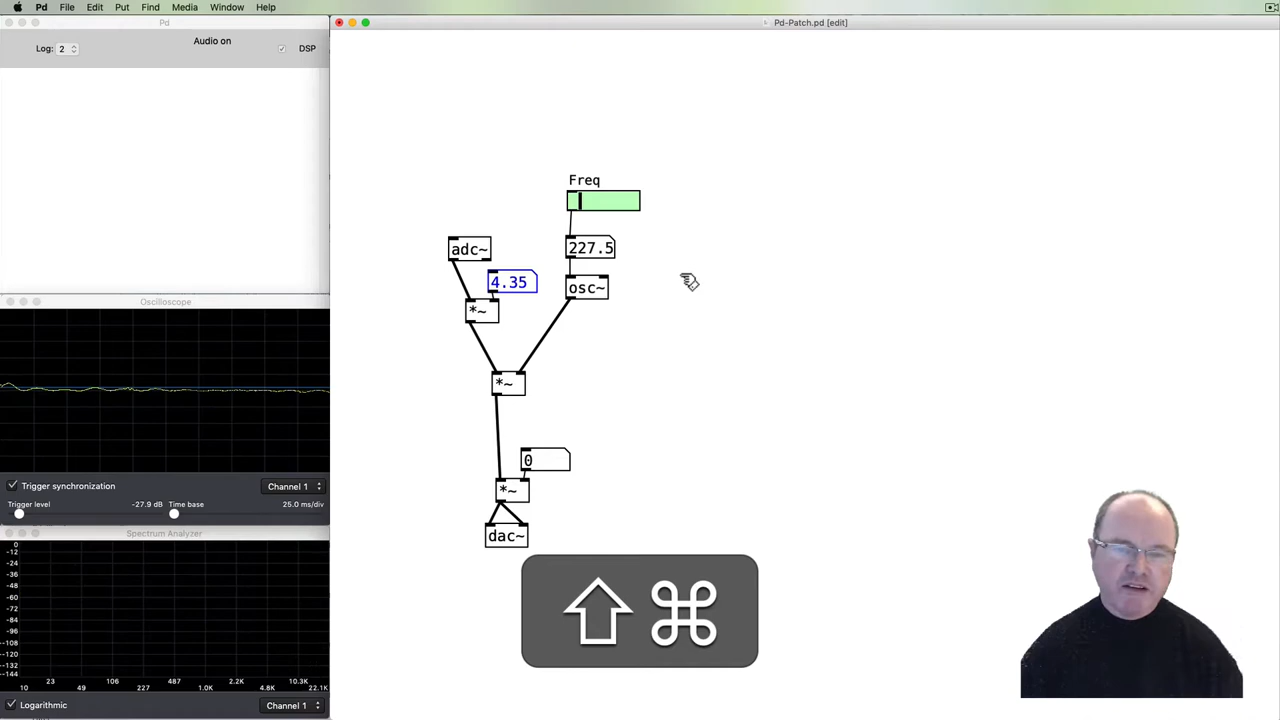 Pd File Edit Put Find Media Window Help
Pd
Audio on
Log: 2
DSP
Oscilloscope
Trigger synchronization
Channel 1
Trigger level
-27.9 dB
Time base
25.0 ms/div
Spectrum Analyzer
0
-12
-24
-36
-48
-60
-72
-84
-96
-108
-120
-132
-144
23 106 487 2.2K 10.3K
10 49 227 1.0K 4.8K 22.1K
Logarithmic
Channel 1
Pd-Patch.pd [edit]
Freq
227.5
adc~
4.35
osc~
*~
*~
0
*~
dac~
⇧ ⌘